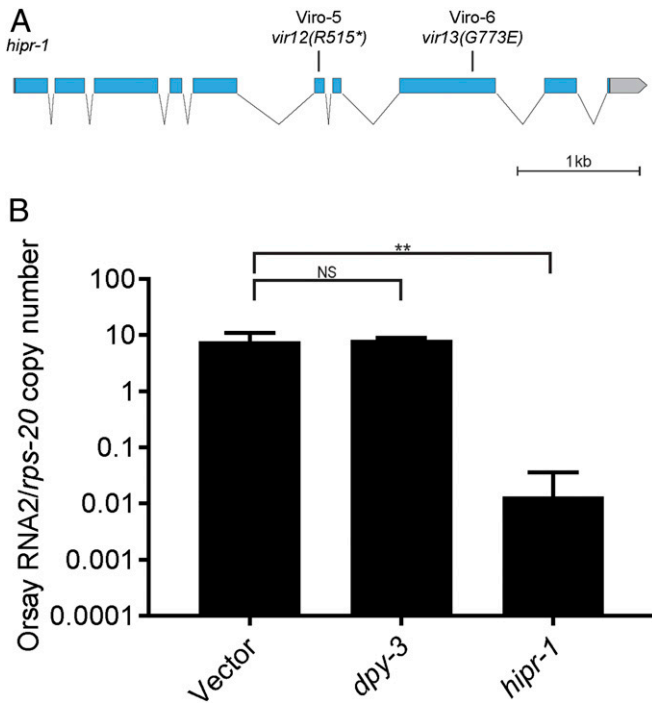 A
hipr-1
Viro-5
vir12(R515*)
Viro-6
vir13(G773E)
1kb
B
**
NS
Orsay RNA2/rps-20 copy number
100
10
1
0.1
0.01
0.001
0.0001
Vector
dpy-3
hipr-1